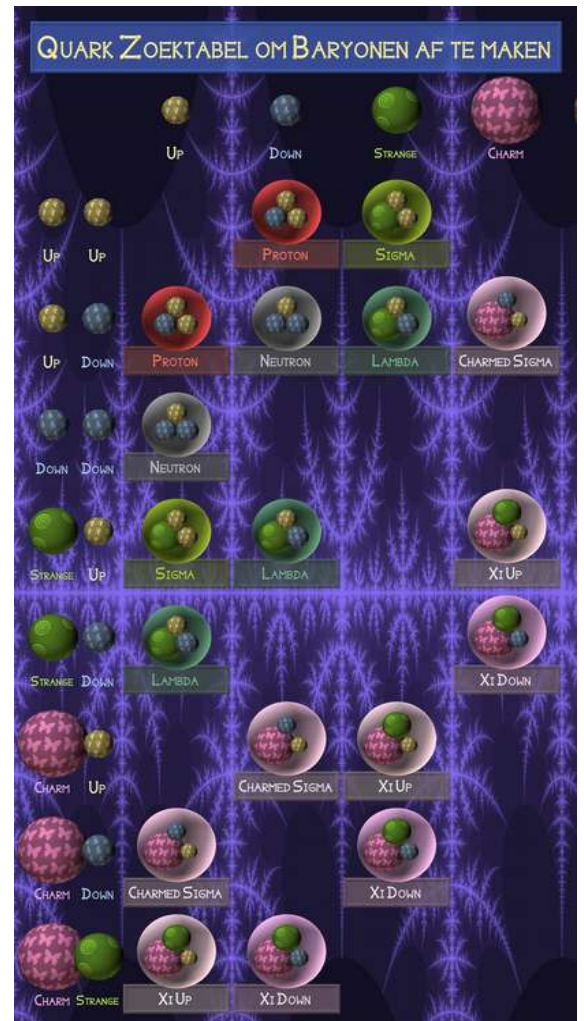 Quark Zoektabel om Baryonen af te maken
Up Down Strange Charm
Up Up Proton Sigma
Up Down Proton Neutron Lambda Charmed Sigma
Down Down Neutron
Strange Up Sigma Lambda Xi Up
Strange Down Lambda Xi Down
Charm Up Charmed Sigma Xi Up
Charm Down Charmed Sigma Xi Down
Charm Strange Xi Up Xi Down